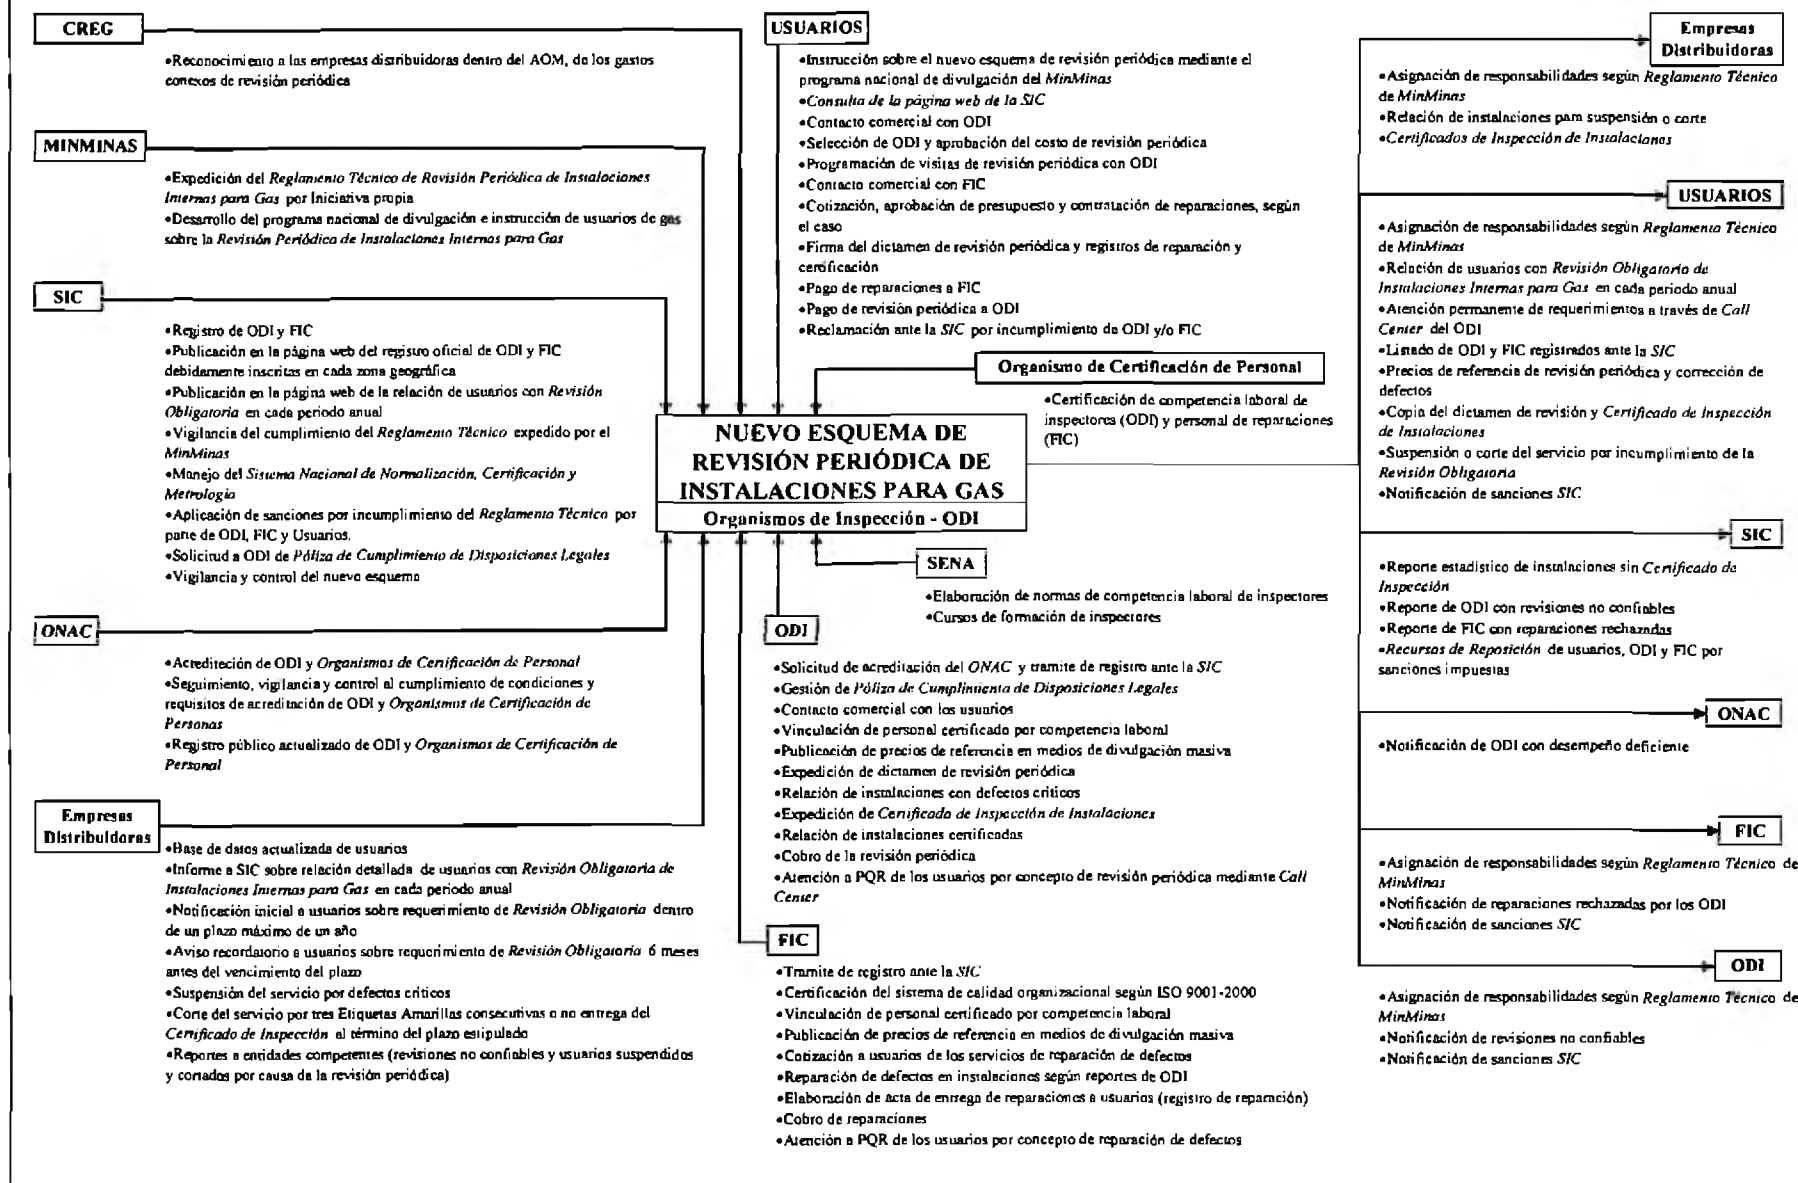 CREG
•Reconocimiento a las empresas distribuidoras dentro del AOM, de los gastos
conexos de revisión periódica
MINMINAS
•Expedición del Reglamento Técnico de Revisión Periódica de Instalaciones
Internas para Gas por Iniciativa propia
•Desarrollo del programa nacional de divulgación e instrucción de usuarios de gas
sobre la Revisión Periódica de Instalaciones Internas para Gas
SIC
•Registro de ODI y FIC
•Publicación en la página web del registro oficial de ODI y FIC
debidamente inscritas en cada zona geográfica
•Publicación en la página web de la relación de usuarios con Revisión
Obligatoria en cada periodo anual
•Vigilancia del cumplimiento del Reglamento Técnico expedido por el
MinMinas
•Manejo del Sistema Nacional de Normalización, Certificación y
Metrología
•Aplicación de sanciones por incumplimiento del Reglamento Técnico por
parte de ODI, FIC y Usuarios.
•Solicitud a ODI de Póliza de Cumplimiento de Disposiciones Legales
•Vigilancia y control del nuevo esquema
ONAC
•Acreditación de ODI y Organismos de Certificación de Personal
•Seguimiento, vigilancia y control al cumplimiento de condiciones y
requisitos de acreditación de ODI y Organismos de Certificación de
Personas
•Registro público actualizado de ODI y Organismos de Certificación de
Personal
Empresas
Distribuidoras
•Base de datos actualizada de usuarios
•Informe a SIC sobre relación detallada de usuarios con Revisión Obligatoria de
Instalaciones Internas para Gas en cada periodo anual
•Notificación inicial a usuarios sobre requerimiento de Revisión Obligatoria dentro
de un plazo máximo de un año
•Aviso recordatorio a usuarios sobre requerimiento de Revisión Obligatoria 6 meses
antes del vencimiento del plazo
•Suspensión del servicio por defectos críticos
•Corte del servicio por tres Etiquetas Amarillas consecutivas o no entrega del
Certificado de Inspección al término del plazo estipulado
•Reportes a entidades competentes (revisiones no confiables y usuarios suspendidos
y cortados por causa de la revisión periódica)
USUARIOS
•Instrucción sobre el nuevo esquema de revisión periódica mediante el
programa nacional de divulgación del MinMinas
•Consulta de la página web de la SIC
•Contacto comercial con ODI
•Selección de ODI y aprobación del costo de revisión periódica
•Programación de visitas de revisión periódica con ODI
•Contacto comercial con FIC
•Cotización, aprobación de presupuesto y contratación de reparaciones, según
el caso
•Firma del dictamen de revisión periódica y registros de reparación y
certificación
•Pago de reparaciones a FIC
•Pago de revisión periódica a ODI
•Reclamación ante la SIC por incumplimiento de ODI y/o FIC
Organismo de Certificación de Personal
•Certificación de competencia laboral de
inspectores (ODI) y personal de reparaciones
(FIC)
NUEVO ESQUEMA DE
REVISIÓN PERIÓDICA DE
INSTALACIONES PARA GAS
Organismos de Inspección - ODI
SENA
•Elaboración de normas de competencia laboral de inspectores
•Cursos de formación de inspectores
ODI
•Solicitud de acreditación del ONAC y tramite de registro ante la SIC
•Gestión de Póliza de Cumplimiento de Disposiciones Legales
•Contacto comercial con los usuarios
•Vinculación de personal certificado por competencia laboral
•Publicación de precios de referencia en medios de divulgación masiva
•Expedición de dictamen de revisión periódica
•Relación de instalaciones con defectos críticos
•Expedición de Certificado de Inspección de Instalaciones
•Relación de instalaciones certificadas
•Cobro de la revisión periódica
•Atención a PQR de los usuarios por concepto de revisión periódica mediante Call
Center
FIC
•Tramite de registro ante la SIC
•Certificación del sistema de calidad organizacional según ISO 9001-2000
•Vinculación de personal certificado por competencia laboral
•Publicación de precios de referencia en medios de divulgación masiva
•Cotización a usuarios de los servicios de reparación de defectos
•Reparación de defectos en instalaciones según reportes de ODI
•Elaboración de acta de entrega de reparaciones a usuarios (registro de reparación)
•Cobro de reparaciones
•Atención a PQR de los usuarios por concepto de reparación de defectos
Empresas
Distribuidoras
•Asignación de responsabilidades según Reglamento Técnico
de MinMinas
•Relación de instalaciones para suspensión o corte
•Certificados de Inspección de Instalaciones
USUARIOS
•Asignación de responsabilidades según Reglamento Técnico
de MinMinas
•Relación de usuarios con Revisión Obligatoria de
Instalaciones Internas para Gas en cada periodo anual
•Atención permanente de requerimientos a través de Call
Center del ODI
•Listado de ODI y FIC registrados ante la SIC
•Precios de referencia de revisión periódica y corrección de
defectos
•Copia del dictamen de revisión y Certificado de Inspección
de Instalaciones
•Suspensión o corte del servicio por incumplimiento de la
Revisión Obligatoria
•Notificación de sanciones SIC
SIC
•Reporte estadístico de instalaciones sin Certificado de
Inspección
•Reporte de ODI con revisiones no confiables
•Reporte de FIC con reparaciones rechazadas
•Recursos de Reposición de usuarios, ODI y FIC por
sanciones impuestas
ONAC
•Notificación de ODI con desempeño deficiente
FIC
•Asignación de responsabilidades según Reglamento Técnico de
MinMinas
•Notificación de reparaciones rechazadas por los ODI
•Notificación de sanciones SIC
ODI
•Asignación de responsabilidades según Reglamento Técnico de
MinMinas
•Notificación de revisiones no confiables
•Notificación de sanciones SIC